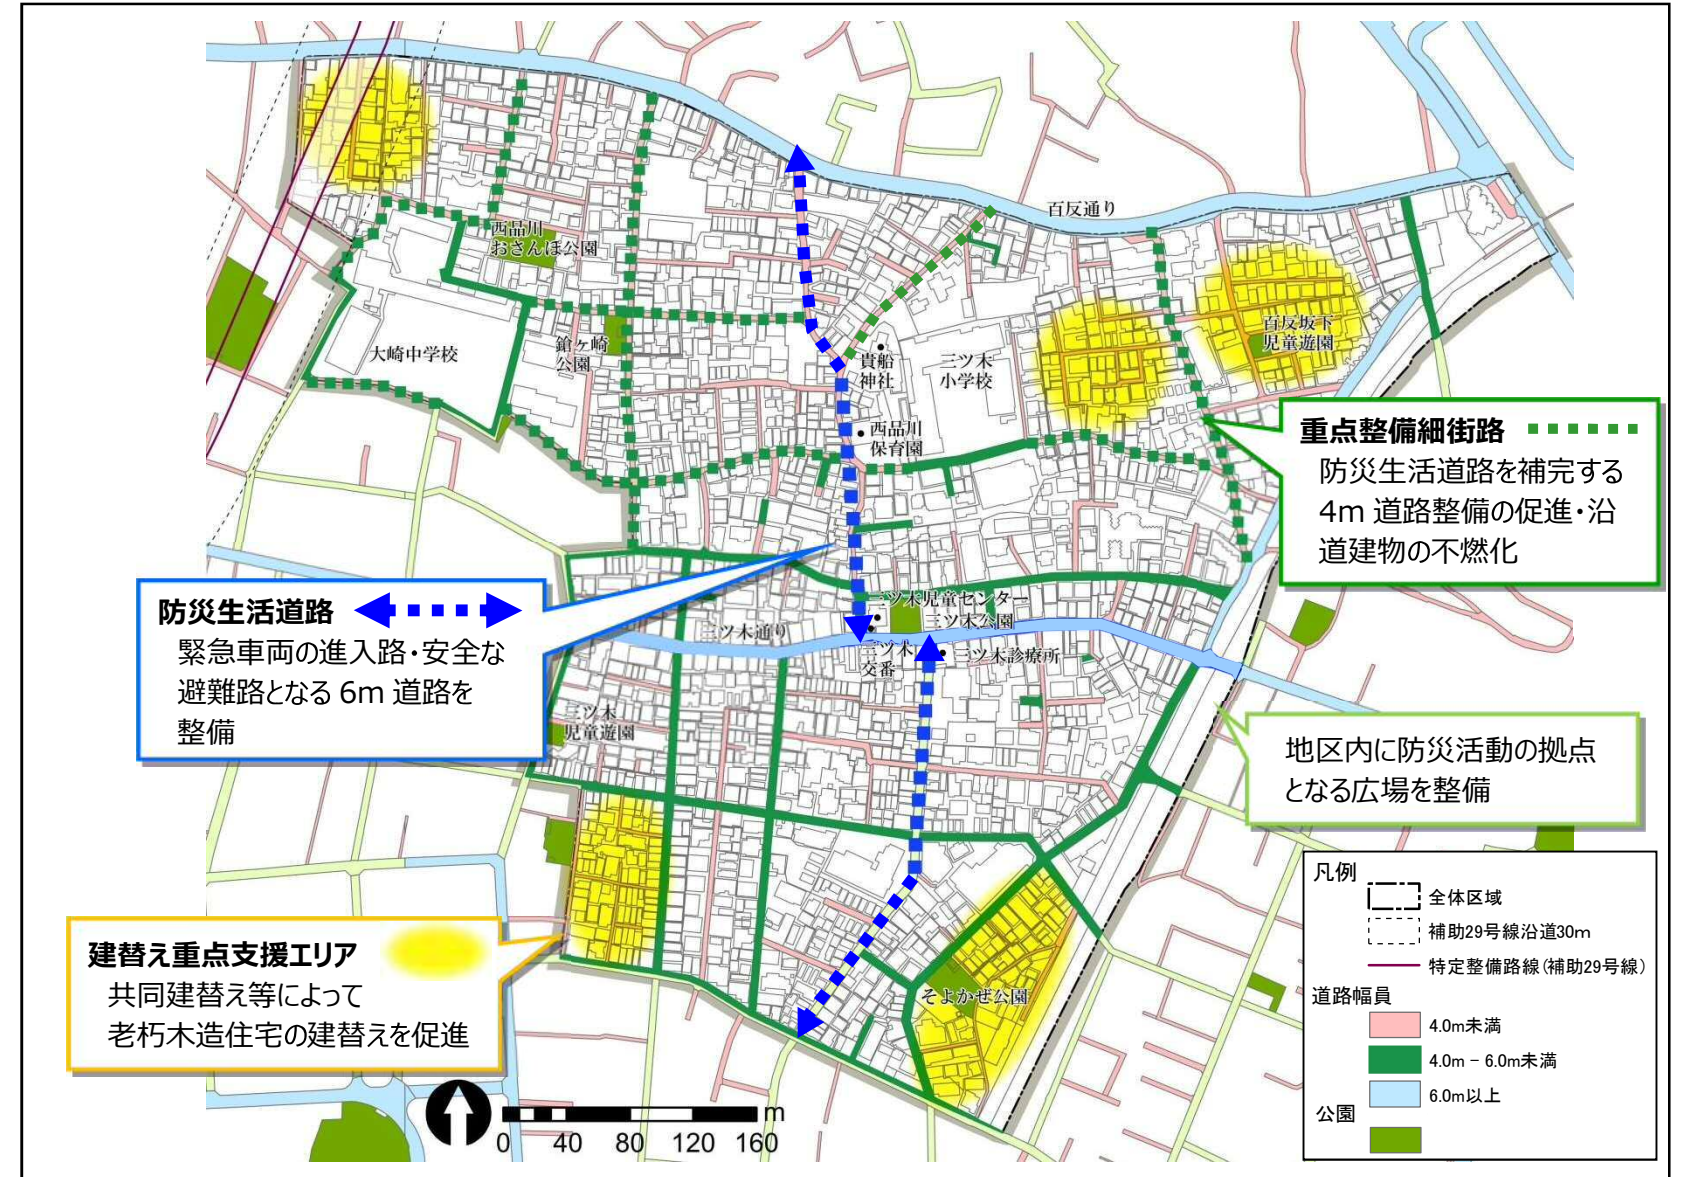 百反通り
西品川
おさんぽ公園
百反坂下
児童遊園
大崎中学校
鎗ヶ崎
公園
貴船
神社
三ツ木
小学校
西品川
保育園
重点整備細街路
防災生活道路を補完する
4m 道路整備の促進・沿
道建物の不燃化
防災生活道路
緊急車両の進入路・安全な
避難路となる 6m 道路を
整備
三ツ木児童センター
三ツ木公園
三ツ木通り
三ツ木
交番
三ツ木診療所
三ツ木
児童遊園
地区内に防災活動の拠点
となる広場を整備
建替え重点支援エリア
共同建替え等によって
老朽木造住宅の建替えを促進
そよかぜ公園
凡例
全体区域
補助29号線沿道30m
特定整備路線(補助29号線)
道路幅員
4.0m未満
4.0m - 6.0m未満
6.0m以上
公園
m
0 40 80 120 160